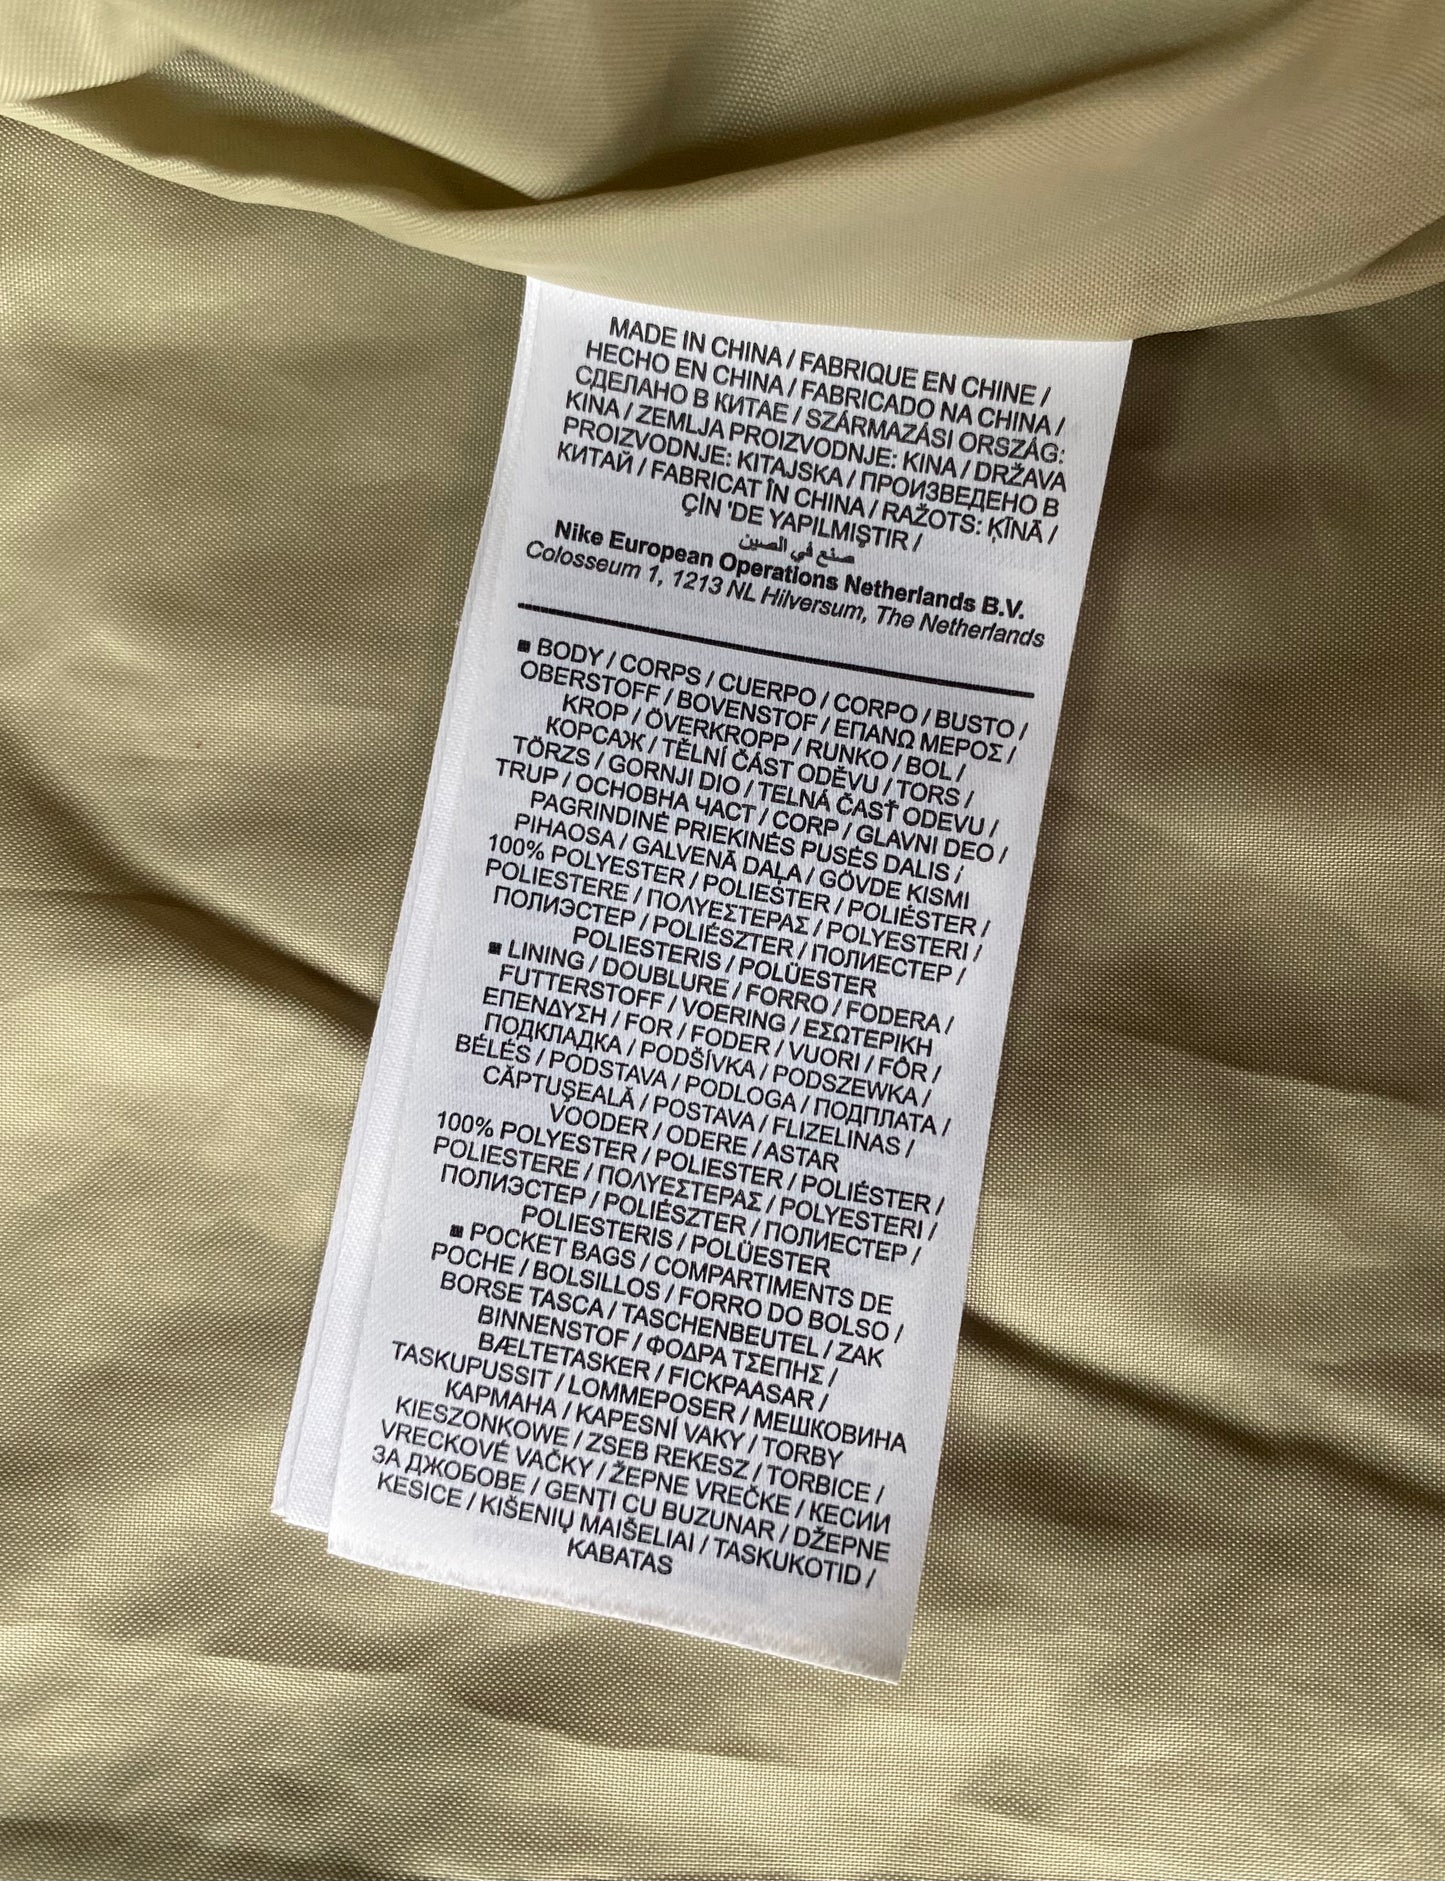 MADE IN CHINA / FABRIQUE EN CHINE /
HECHO EN CHINA / FABRICADO NA CHINA /
СДЕЛАНО В КИТАЕ / SZÁRMAZÁSI ORSZÁG:
KINA / ZEMLJA PROIZVODNJE: KINA / DRŽAVA
PROIZVODNJE: KITAJSKA / ПРОИЗВЕДЕНО В
КИТАЙ / FABRICAT ÎN CHINA / RAŽOTS: ĶĪNĀ /
ÇİN 'DE YAPILMIŞTIR /
صنع في الصين
Nike European Operations Netherlands B.V.
Colosseum 1, 1213 NL Hilversum, The Netherlands
■ BODY / CORPS / CUERPO / CORPO / BUSTO /
OBERSTOFF / BOVENSTOF / ΕΠΑΝΩ ΜΕΡΟΣ /
KROP / ÖVERKROPP / RUNKO / BOL /
КОРСАЖ / TĚLNÍ ČÁST ODĚVU / TORS /
TÖRZS / GORNJI DIO / TELNÁ ČASŤ ODEVU /
TRUP / ОСНОВНА ЧАСТ / CORP / GLAVNI DEO /
PAGRINDINĖ PRIEKINĖS PUSĖS DALIS /
PIHAOSA / GALVENĀ DAĻA / GÖVDE KISMI
100% POLYESTER / POLIESTER / POLIÉSTER /
POLIESTERE / ΠΟΛΥΕΣΤΕΡΑΣ / POLYESTERI /
ПОЛИЭСТЕР / POLIÉSZTER / ПОЛИЕСТЕР /
POLIESTERIS / POLÜESTER
■ LINING / DOUBLURE / FORRO / FODERA /
FUTTERSTOFF / VOERING / ΕΣΩΤΕΡΙΚΗ
ΕΠΕΝΔΥΣΗ / FOR / FODER / VUORI / FÔR /
ПОДКЛАДКА / PODŠÍVKA / PODSZEWKA /
BÉLÉS / PODSTAVA / PODLOGA / ПОДПЛАТА /
CĂPTUŞEALĂ / POSTAVA / FLIZELINAS /
VOODER / ODERE / ASTAR
100% POLYESTER / POLIESTER / POLIÉSTER /
POLIESTERE / ΠΟΛΥΕΣΤΕΡΑΣ / POLYESTERI /
ПОЛИЭСТЕР / POLIÉSZTER / ПОЛИЕСТЕР /
POLIESTERIS / POLÜESTER
■ POCKET BAGS / COMPARTIMENTS DE
POCHE / BOLSILLOS / FORRO DO BOLSO /
BORSE TASCA / TASCHENBEUTEL / ZAK
BINNENSTOF / ΦΟΔΡΑ ΤΣΕΠΗΣ /
BÆLTETASKER / FICKPAASAR /
TASKUPUSSIT / LOMMEPOSER / МЕШКОВИНА
КАРМАНА / KAPESNÍ VAKY / TORBY
KIESZONKOWE / ZSEB REKESZ / TORBICE /
VRECKOVÉ VAČKY / ŽEPNE VREČKE / КЕСИИ
ЗА ДЖОБОВЕ / GENŢI CU BUZUNAR / DŽEPNE
KESICE / KIŠENIŲ MAIŠELIAI / TASKUKOTID /
KABATAS